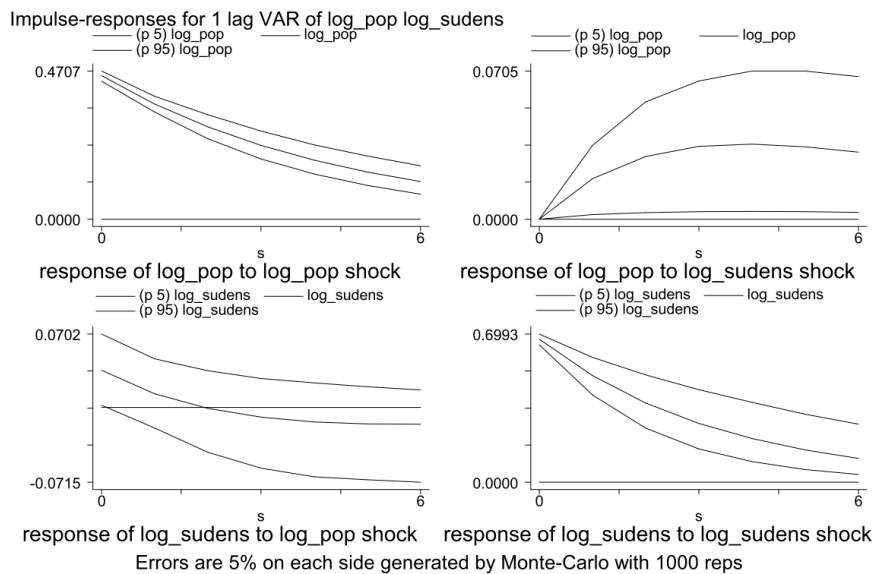 Impulse-responses for 1 lag VAR of log_pop log_sudens
(p 5) log_pop log_pop
(p 95) log_pop
0.4707
0.0000
0 6
s
response of log_pop to log_pop shock
(p 5) log_pop log_pop
(p 95) log_pop
0.0705
0.0000
0 6
s
response of log_pop to log_sudens shock
(p 5) log_sudens log_sudens
(p 95) log_sudens
0.0702
-0.0715
0 6
s
response of log_sudens to log_pop shock
(p 5) log_sudens log_sudens
(p 95) log_sudens
0.6993
0.0000
0 6
s
response of log_sudens to log_sudens shock
Errors are 5% on each side generated by Monte-Carlo with 1000 reps